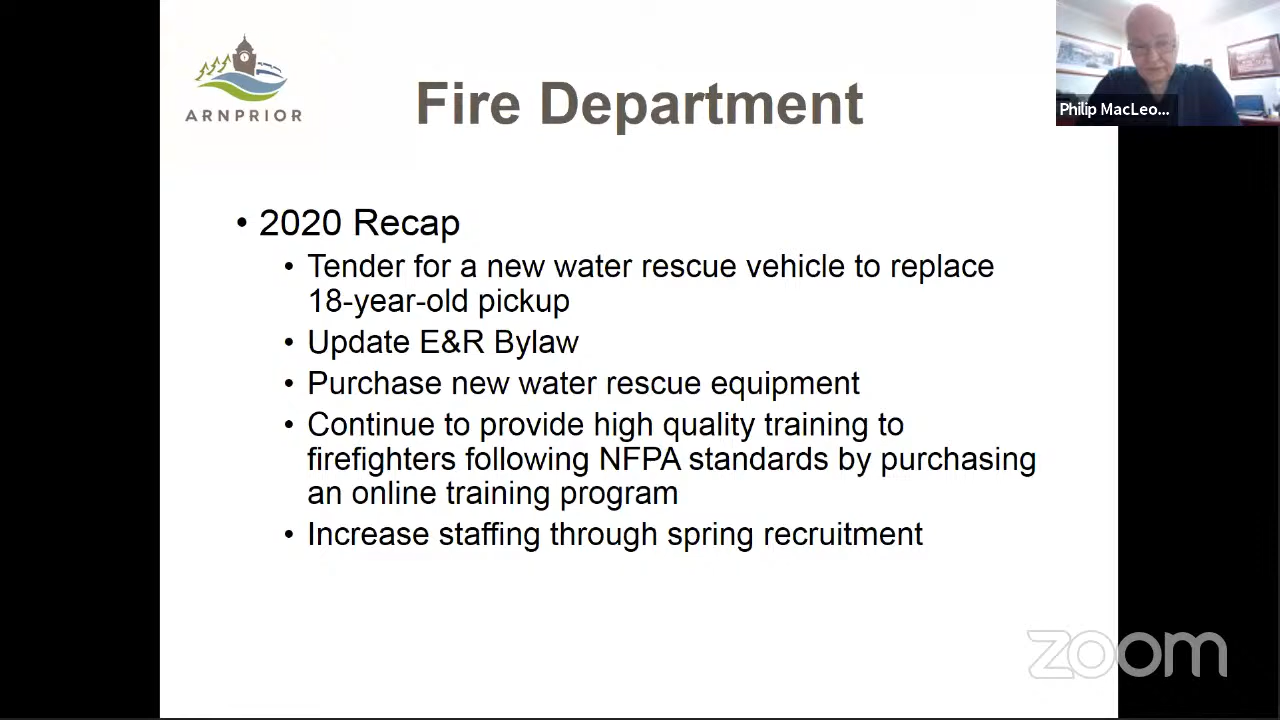 ARNPRIOR
Fire Department
Philip MacLeo...
• 2020 Recap
• Tender for a new water rescue vehicle to replace
18-year-old pickup
• Update E&R Bylaw
• Purchase new water rescue equipment
• Continue to provide high quality training to
firefighters following NFPA standards by purchasing
an online training program
• Increase staffing through spring recruitment
zoom